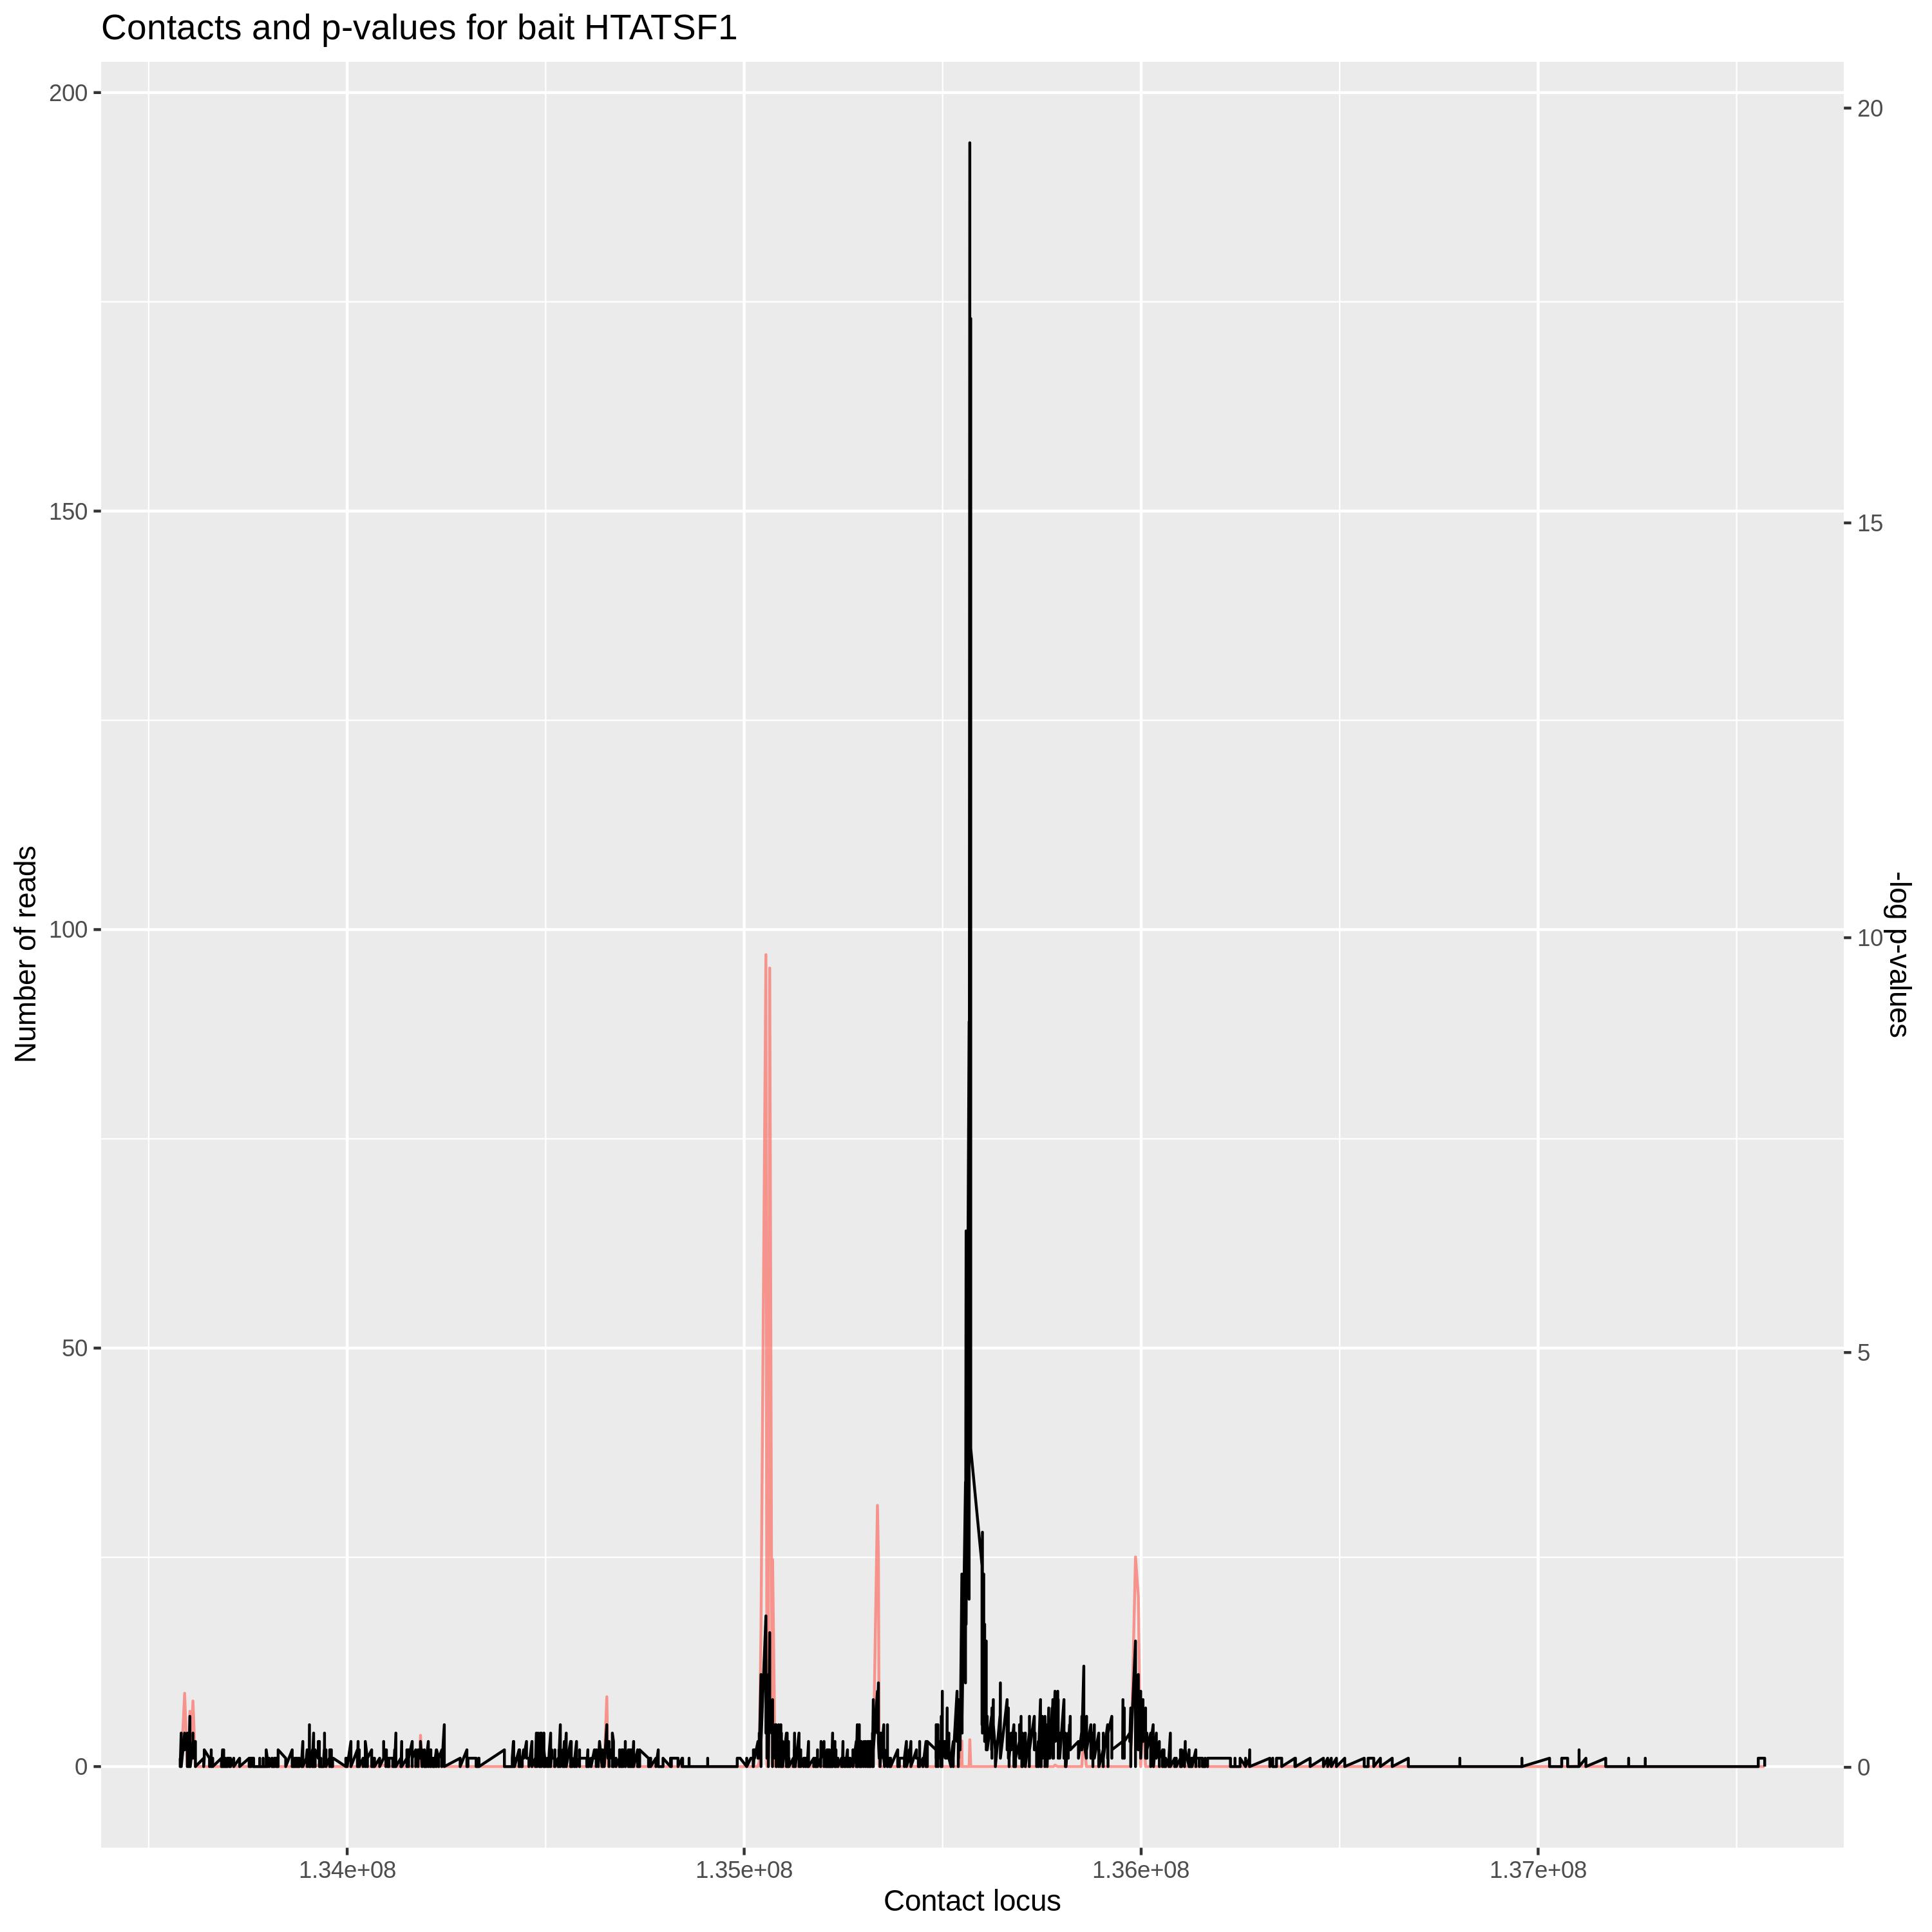 Contacts and p-values for bait HTATSF1
200
150
100
50
0
Number of reads
20
15
10
5
0
-log p-values
1.34e+08 1.35e+08 1.36e+08 1.37e+08
Contact locus